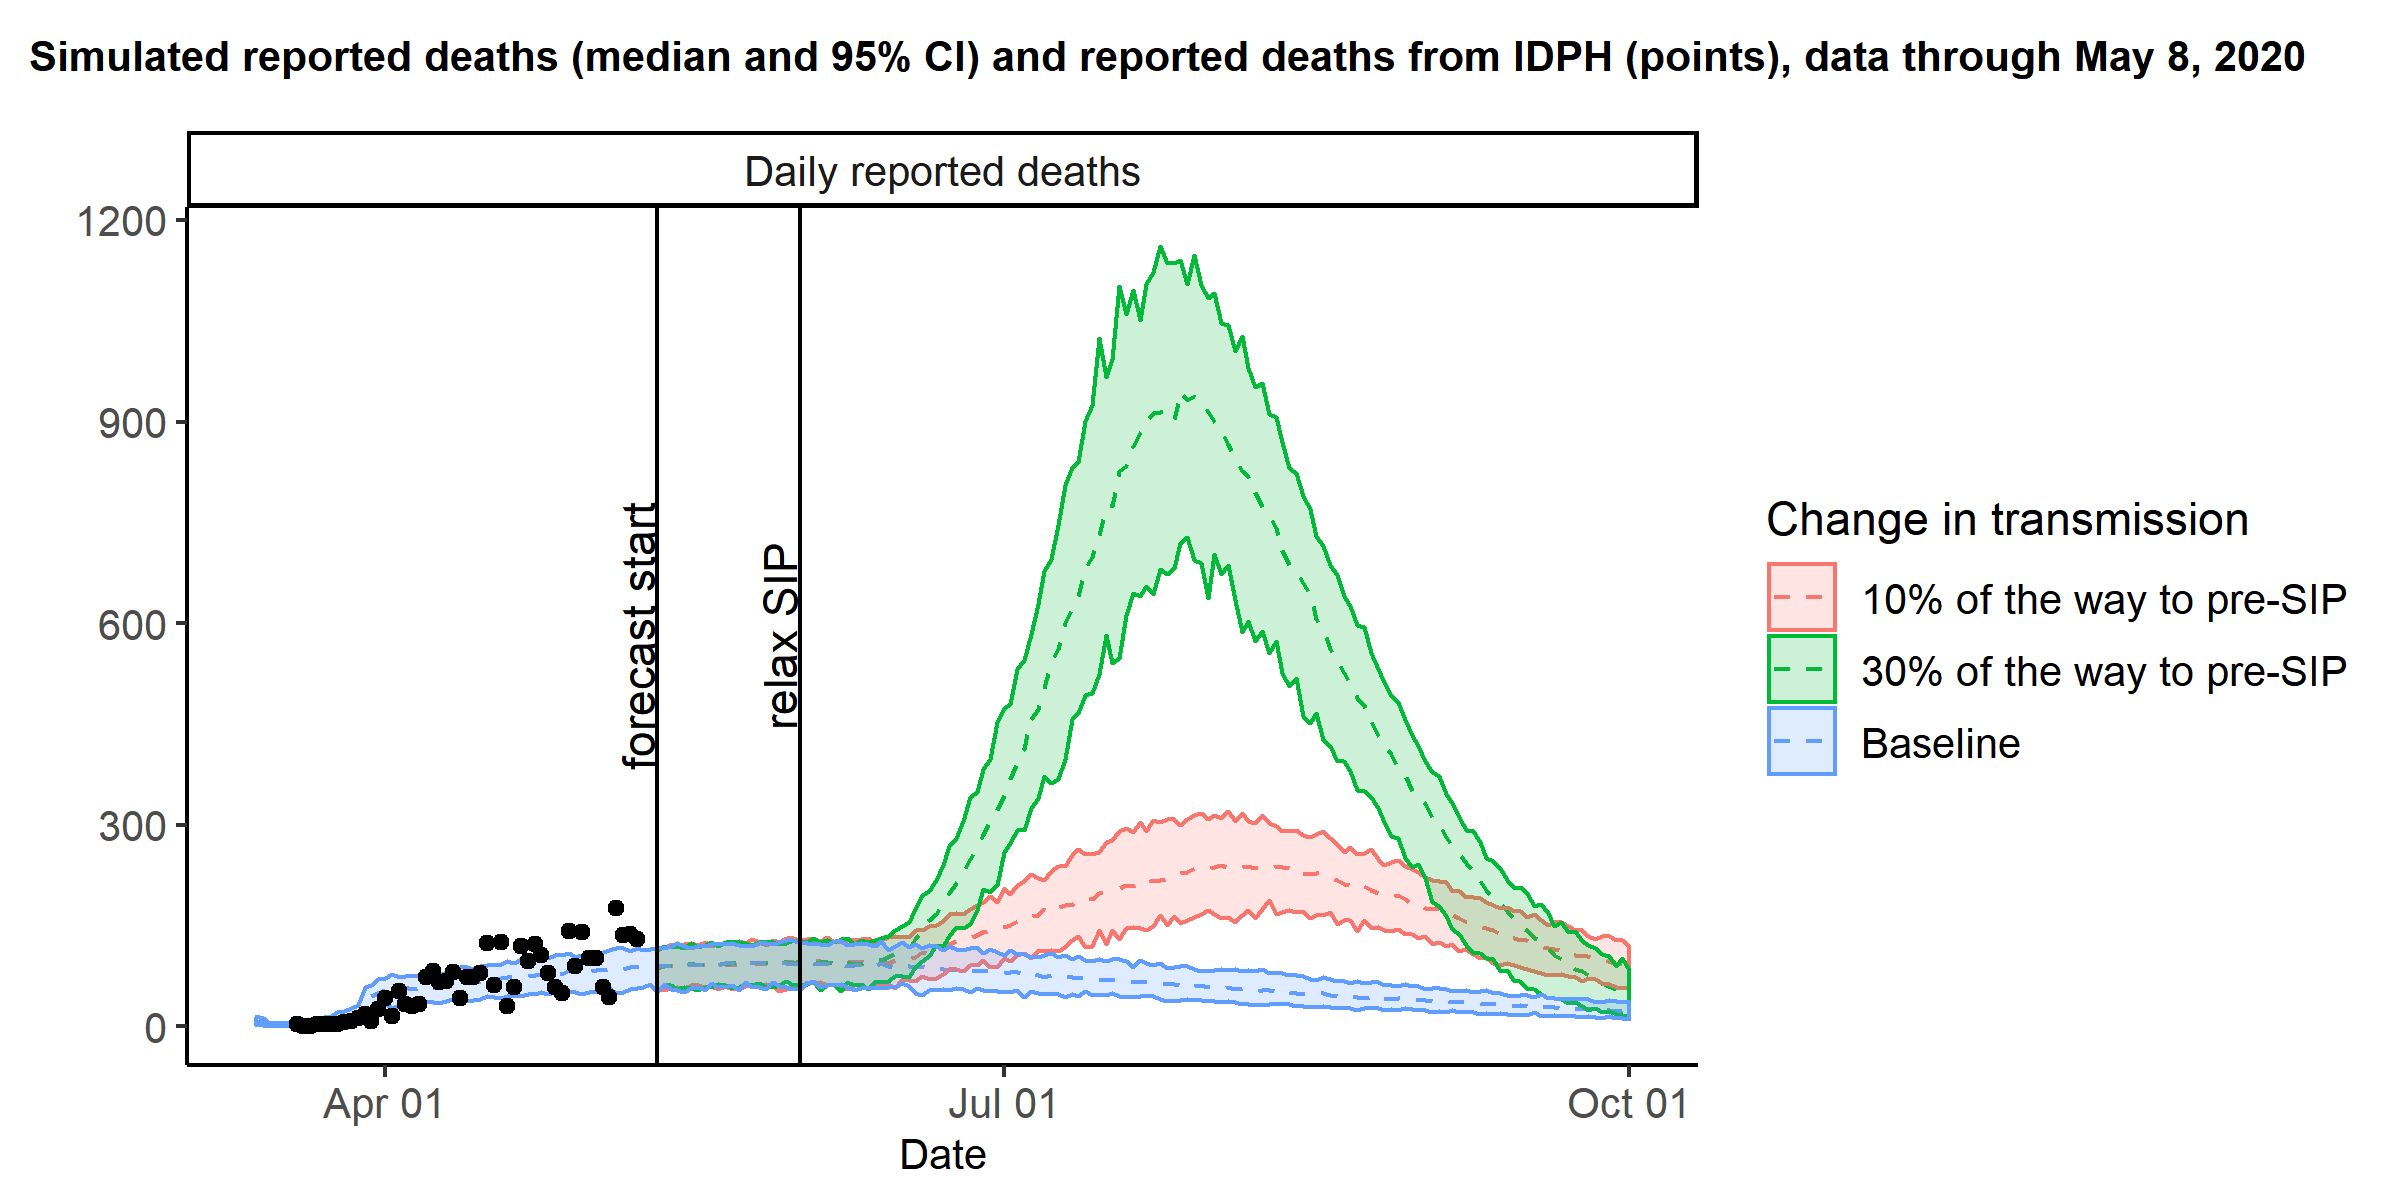 Simulated reported deaths (median and 95% CI) and reported deaths from IDPH (points), data through May 8, 2020
Daily reported deaths
1200
900
600
300
0
forecast start
relax SIP
Apr 01
Jul 01
Oct 01
Date
Change in transmission
10% of the way to pre-SIP
30% of the way to pre-SIP
Baseline